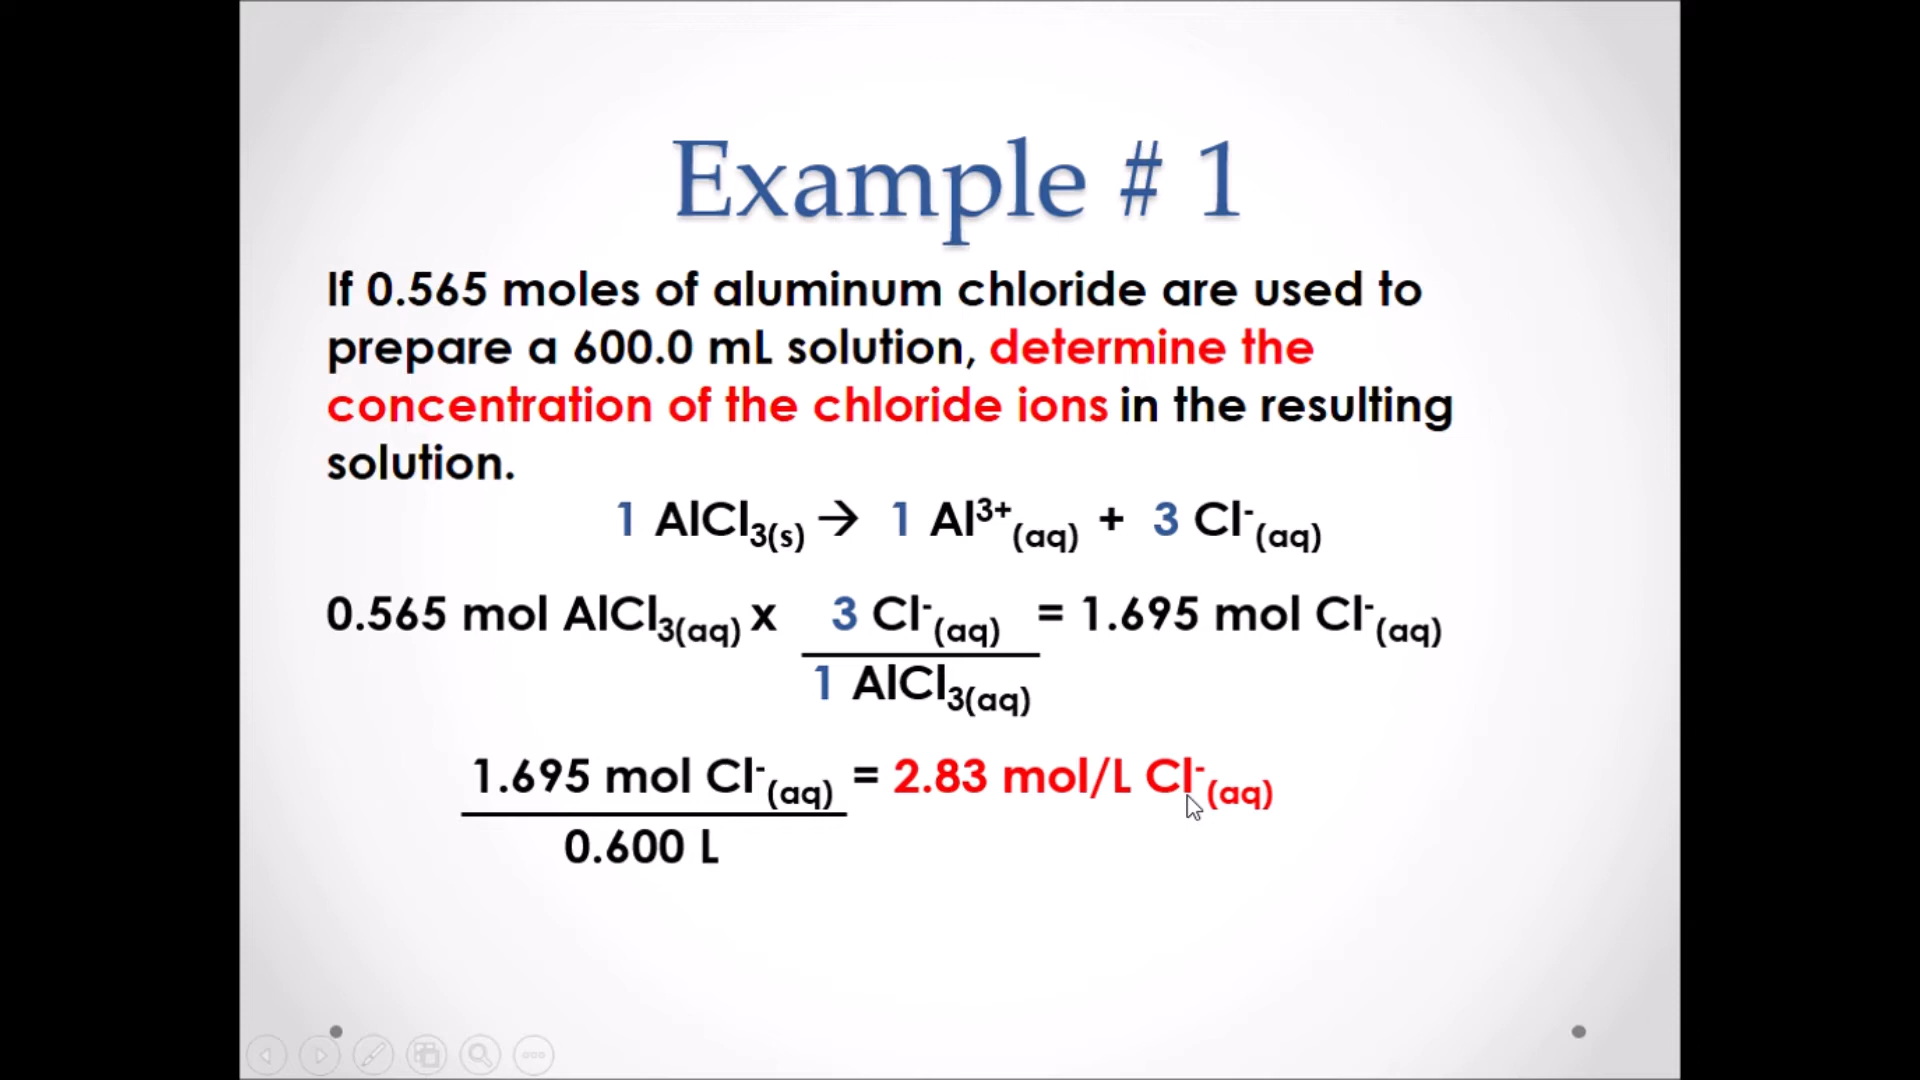 Example # 1
If 0.565 moles of aluminum chloride are used to
prepare a 600.0 mL solution, determine the
concentration of the chloride ions in the resulting
solution.
1 AlCl₃₍s₎ → 1 Al³⁺(aq) + 3 Cl⁻(aq)
0.565 mol AlCl₃(aq) x 3 Cl⁻(aq) = 1.695 mol Cl⁻(aq)
1 AlCl₃(aq)
1.695 mol Cl⁻(aq) = 2.83 mol/L Cl⁻(aq)
0.600 L